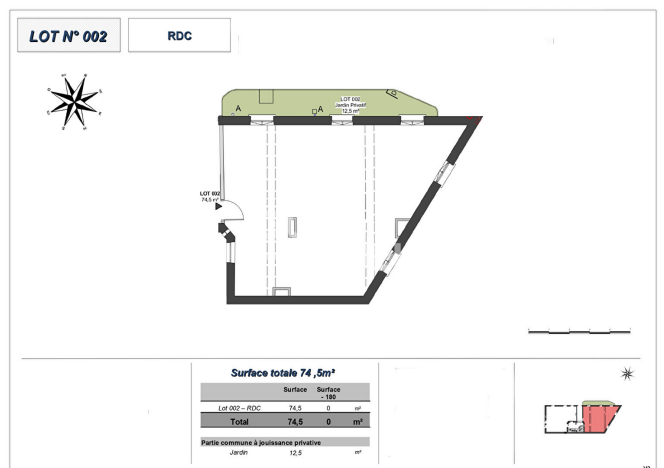 LOT N° 002
RDC
LOT 002
Jardin Privatif
12,5 m²
A
A
LOT 002
74,5 m²
Surface totale 74 ,5m²
Surface Surface - 180
Lot 002 – RDC 74,5 0 m²
Total 74,5 0 m²
Partie commune à jouissance privative
Jardin 12,5 m²